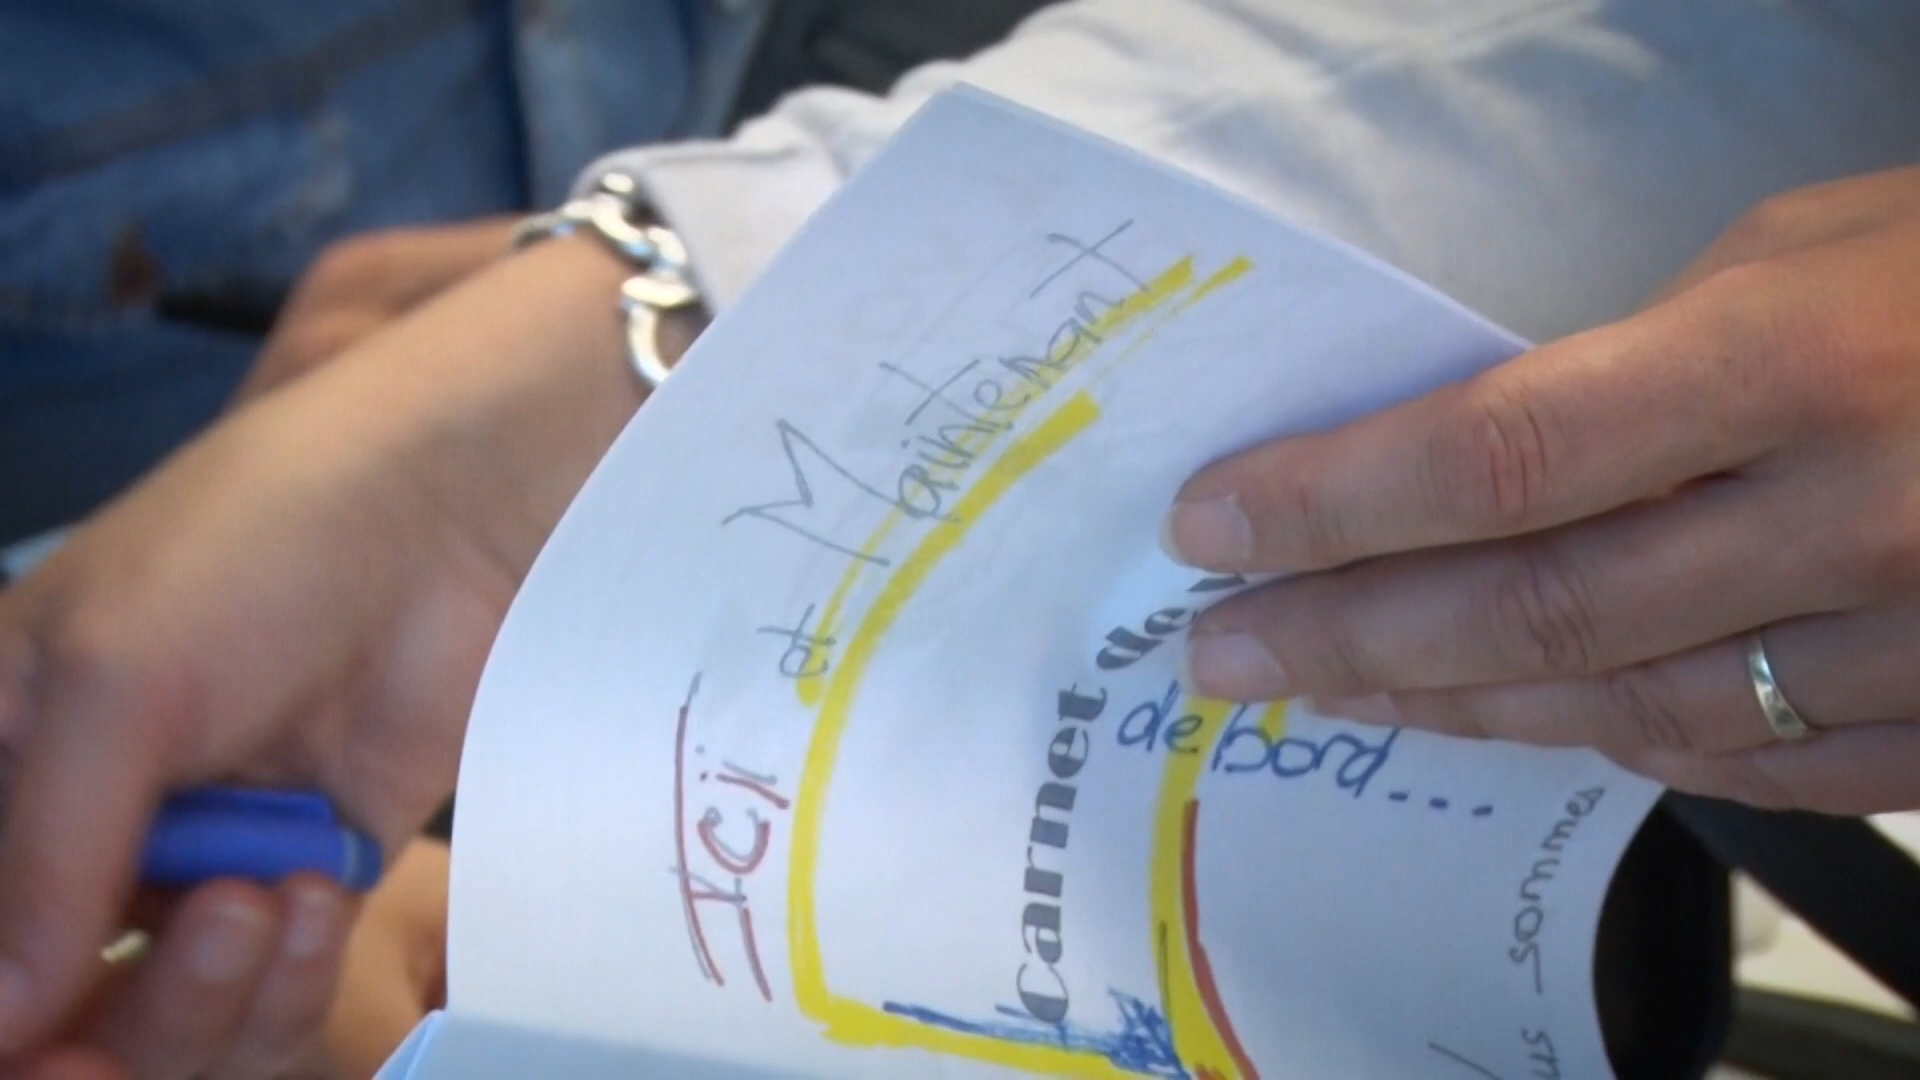 Ici et Maintenant
Carnet de
de bord...
sommes